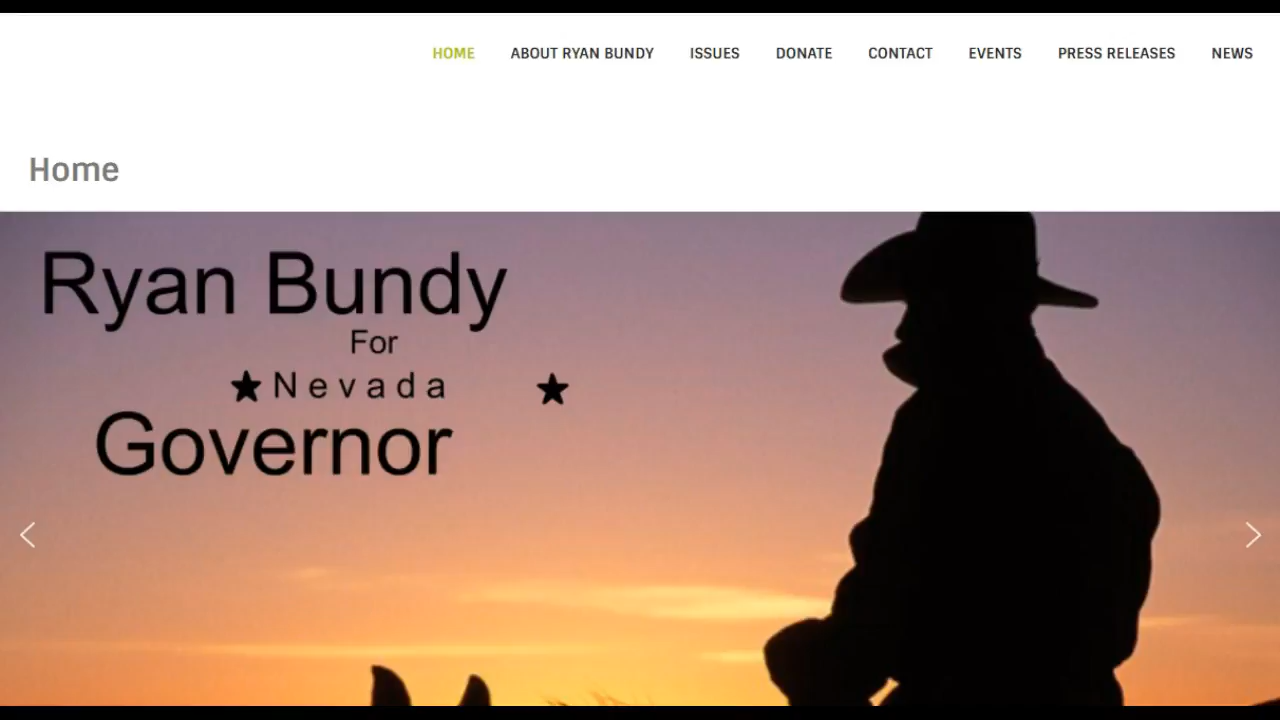 HOME ABOUT RYAN BUNDY ISSUES DONATE CONTACT EVENTS PRESS RELEASES NEWS
Home
Ryan Bundy
For
Nevada
Governor